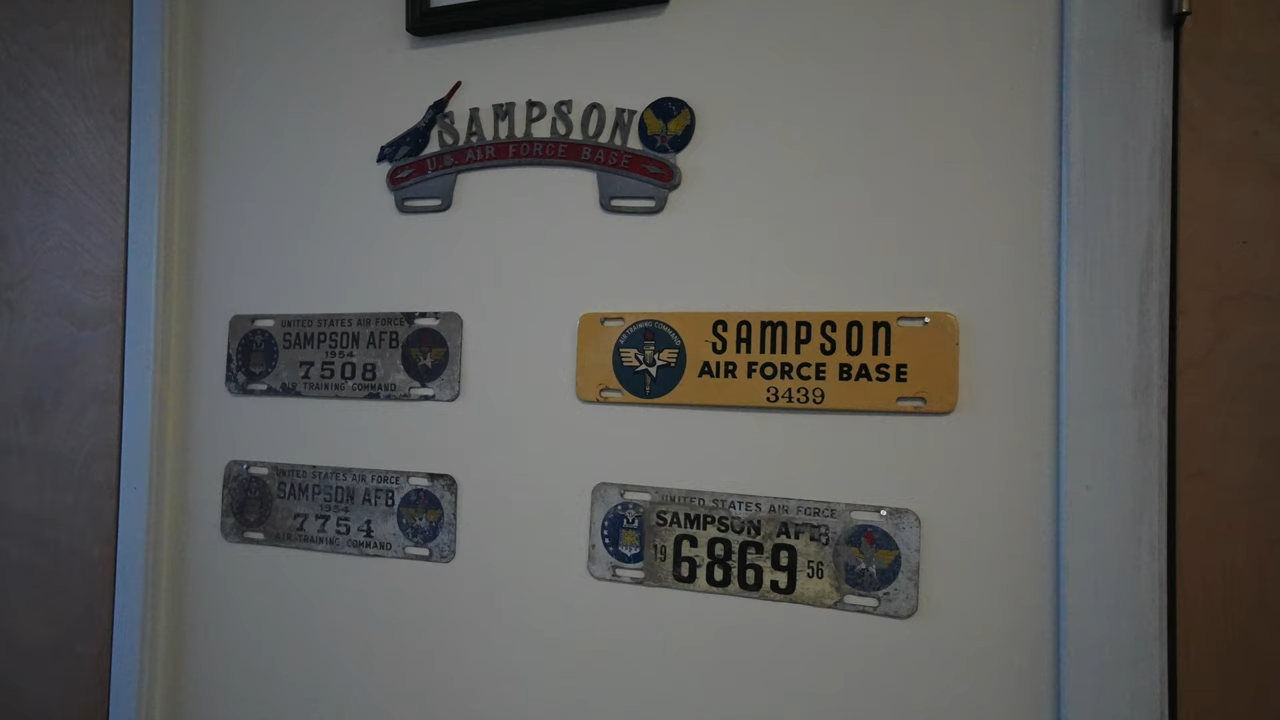 SAMPSON
U.S. AIR FORCE BASE
UNITED STATES AIR FORCE
SAMPSON AFB
1954
7508
AIR TRAINING COMMAND
AIR TRAINING COMMAND
SAMPSON
AIR FORCE BASE
3439
UNITED STATES AIR FORCE
SAMPSON AFB
1954
7754
AIR TRAINING COMMAND
UNITED STATES AIR FORCE
SAMPSON AFB
19 6869 56